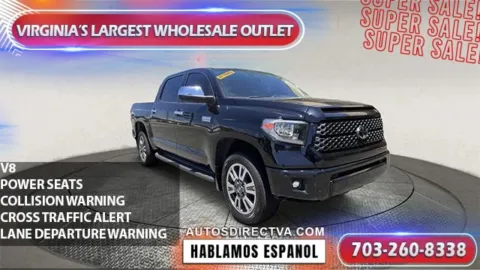 VIRGINIA'S LARGEST WHOLESALE OUTLET
SUPER SALE!
SUPER SALE!
SUPER SALE!
V8
POWER SEATS
COLLISION WARNING
CROSS TRAFFIC ALERT
LANE DEPARTURE WARNING
AUTOSDIRECTVA.COM
HABLAMOS ESPANOL
703-260-8338